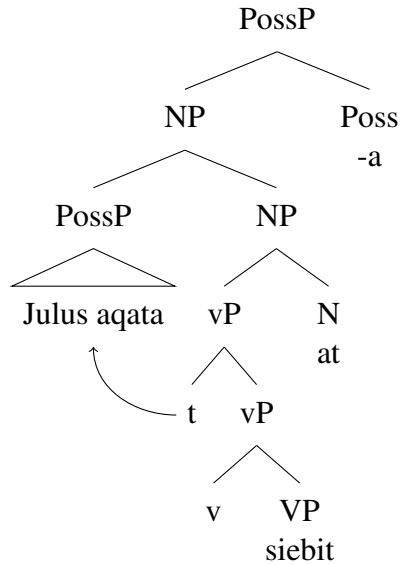 PossP
NP Poss
-a
PossP NP
Julus aqata vP N
at
t vP
v VP
siebit